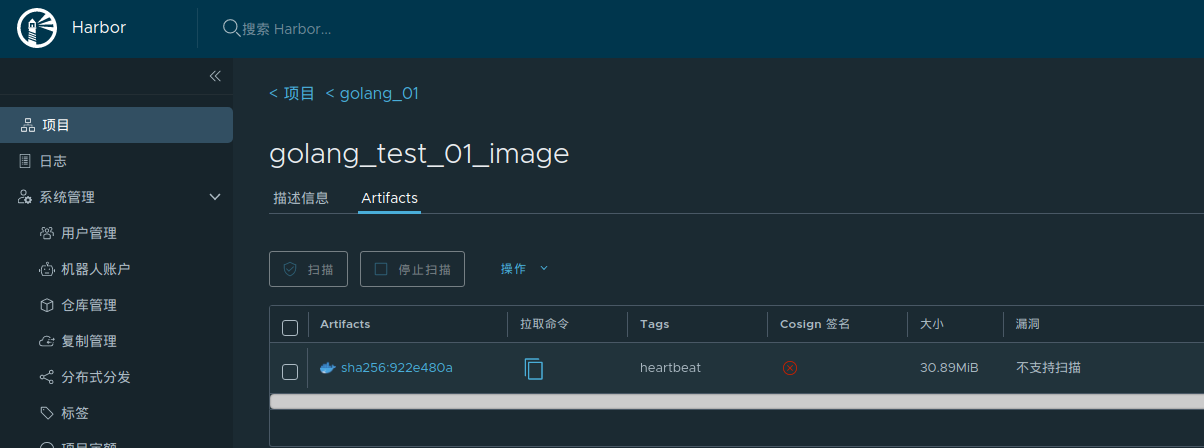 Harbor
搜索 Harbor...
< 项目 < golang_01
项目
golang_test_01_image
日志
描述信息 Artifacts
系统管理
用户管理
机器人账户
扫描 停止扫描 操作
仓库管理
Artifacts 拉取命令 Tags Cosign 签名 大小 漏洞
复制管理
sha256:922e480a heartbeat 30.89MiB 不支持扫描
分布式分发
标签
项目定额